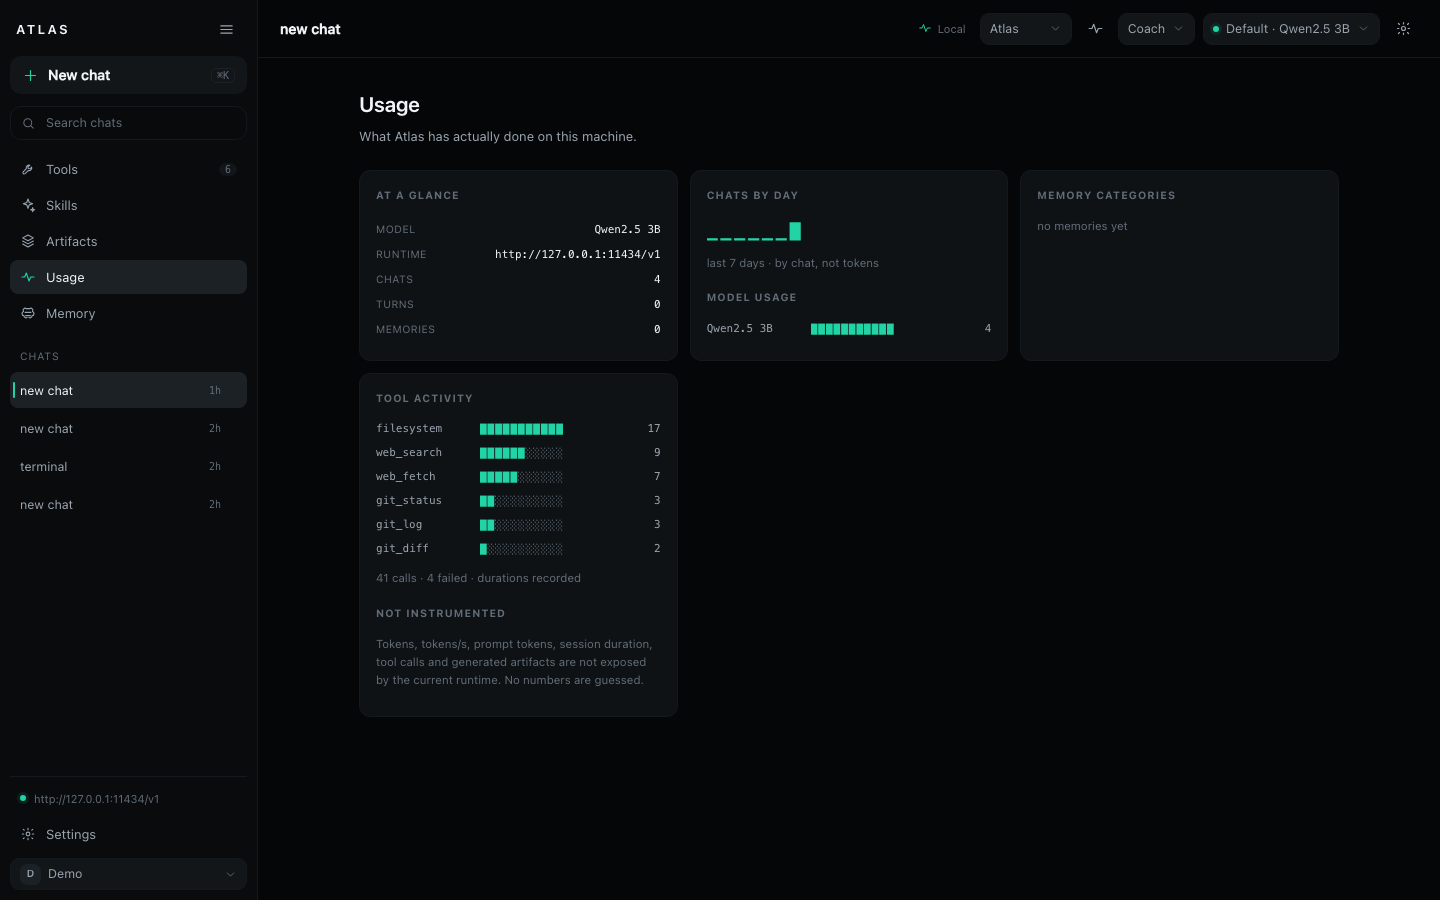 ATLAS
New chat
⌘K
Search chats
Tools
6
Skills
Artifacts
Usage
Memory
CHATS
new chat 1h
new chat 2h
terminal 2h
new chat 2h
http://127.0.0.1:11434/v1
Settings
D Demo
new chat
Local
Atlas
Coach
Default · Qwen2.5 3B
Usage
What Atlas has actually done on this machine.
AT A GLANCE
MODEL Qwen2.5 3B
RUNTIME http://127.0.0.1:11434/v1
CHATS 4
TURNS 0
MEMORIES 0
CHATS BY DAY
last 7 days · by chat, not tokens
MODEL USAGE
Qwen2.5 3B 4
MEMORY CATEGORIES
no memories yet
TOOL ACTIVITY
filesystem 17
web_search 9
web_fetch 7
git_status 3
git_log 3
git_diff 2
41 calls · 4 failed · durations recorded
NOT INSTRUMENTED
Tokens, tokens/s, prompt tokens, session duration,
tool calls and generated artifacts are not exposed
by the current runtime. No numbers are guessed.